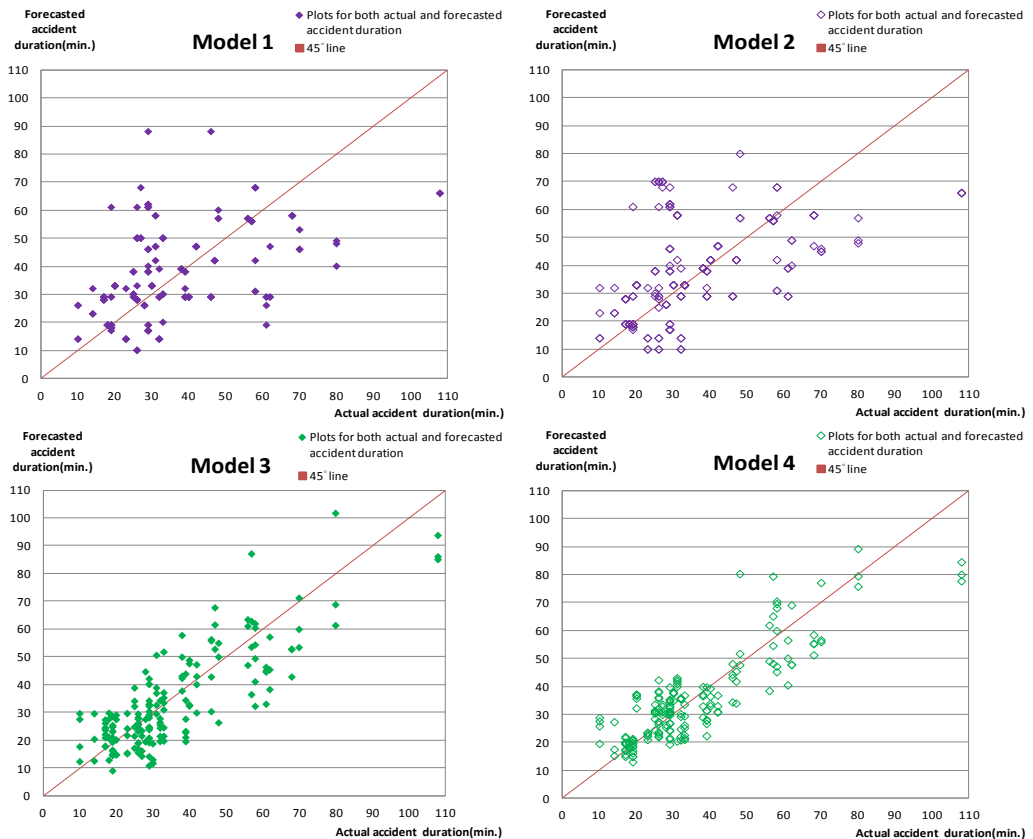 Forecasted
accident
duration(min.)
Model 1
Plots for both actual and forecasted
accident duration
45° line
110
100
90
80
70
60
50
40
30
20
10
0
0 10 20 30 40 50 60 70 80 90 100 110
Actual accident duration(min.)
Forecasted
accident
duration(min.)
Model 2
Plots for both actual and forecasted
accident duration
45° line
110
100
90
80
70
60
50
40
30
20
10
0
0 10 20 30 40 50 60 70 80 90 100 110
Actual accident duration(min.)
Forecasted
accident
duration(min.)
Model 3
Plots for both actual and forecasted
accident duration
45° line
110
100
90
80
70
60
50
40
30
20
10
0
0 10 20 30 40 50 60 70 80 90 100 110
Actual accident duration(min.)
Forecasted
accident
duration(min.)
Model 4
Plots for both actual and forecasted
accident duration
45° line
110
100
90
80
70
60
50
40
30
20
10
0
0 10 20 30 40 50 60 70 80 90 100 110
Actual accident duration(min.)